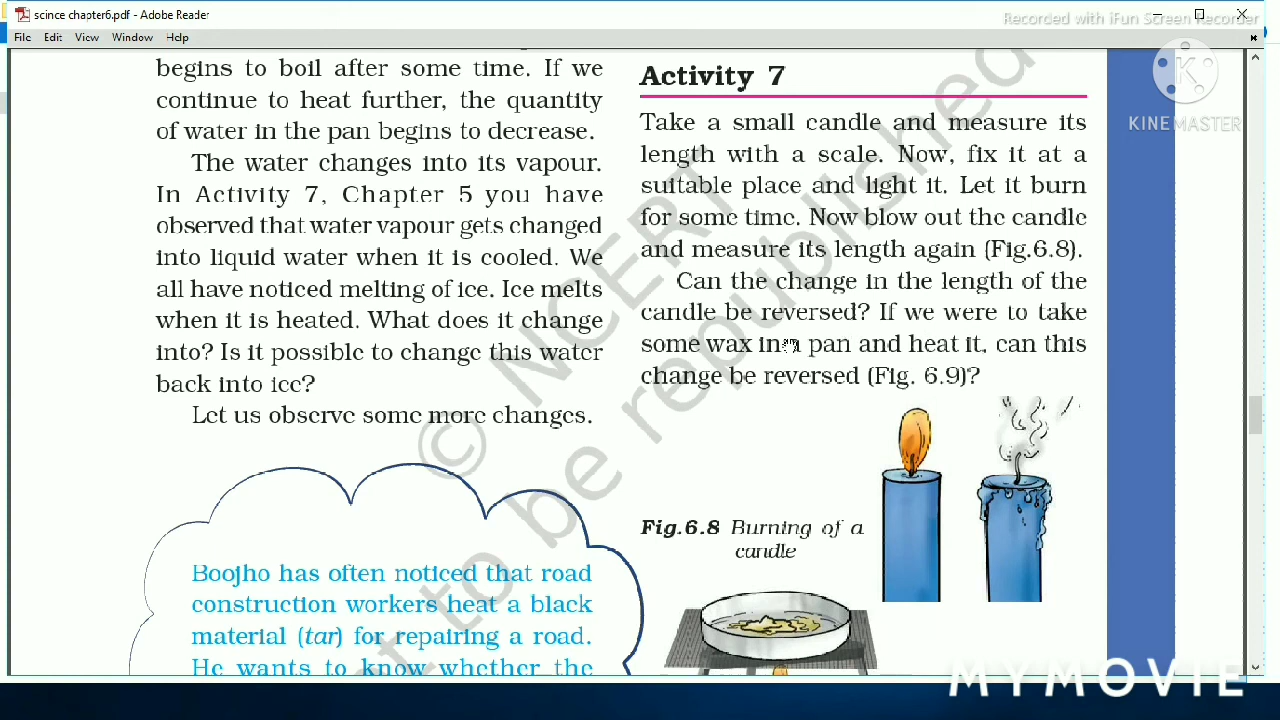 scince chapter6.pdf - Adobe Reader
Recorded with iFun Screen Recorder
File Edit View Window Help
K
KINEMASTER
begins to boil after some time. If we
continue to heat further, the quantity
of water in the pan begins to decrease.
The water changes into its vapour.
In Activity 7, Chapter 5 you have
observed that water vapour gets changed
into liquid water when it is cooled. We
all have noticed melting of ice. Ice melts
when it is heated. What does it change
into? Is it possible to change this water
back into ice?
Let us observe some more changes.
Boojho has often noticed that road
construction workers heat a black
material (tar) for repairing a road.
He wants to know whether the
Activity 7
Take a small candle and measure its
length with a scale. Now, fix it at a
suitable place and light it. Let it burn
for some time. Now blow out the candle
and measure its length again (Fig.6.8).
Can the change in the length of the
candle be reversed? If we were to take
some wax in a pan and heat it, can this
change be reversed (Fig. 6.9)?
Fig.6.8 Burning of a
candle
© NCERT
to be republished
MYMOVIE